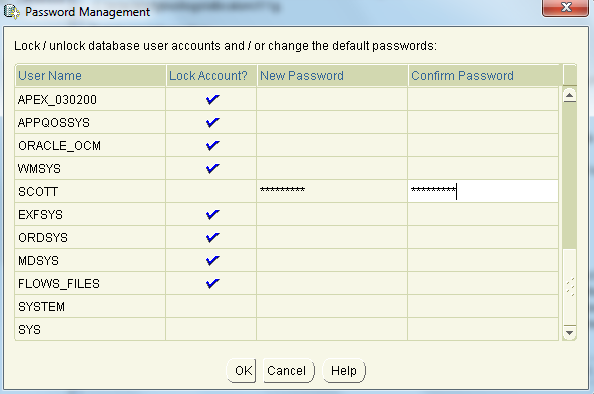 Password Management
Lock / unlock database user accounts and / or change the default passwords:
User Name Lock Account? New Password Confirm Password
APEX_030200
APPQOSSYS
ORACLE_OCM
WMSYS
SCOTT ********* *********
EXFSYS
ORDSYS
MDSYS
FLOWS_FILES
SYSTEM
SYS
OK Cancel Help